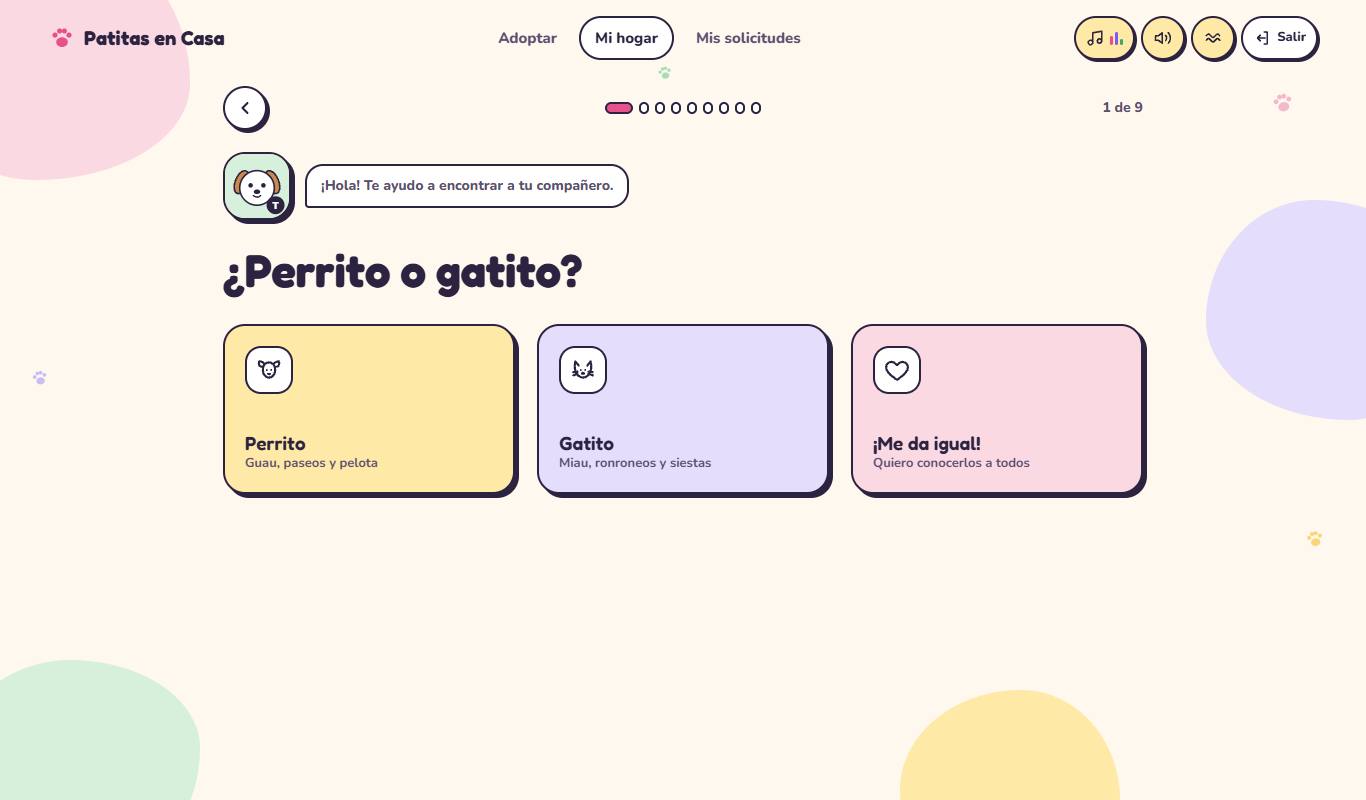 Patitas en Casa
Adoptar
Mi hogar
Mis solicitudes
Salir
1 de 9
T
¡Hola! Te ayudo a encontrar a tu compañero.
¿Perrito o gatito?
Perrito
Guau, paseos y pelota
Gatito
Miau, ronroneos y siestas
¡Me da igual!
Quiero conocerlos a todos